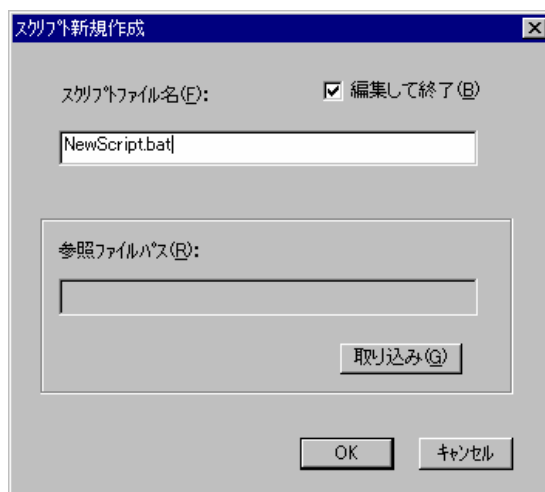 スクリプト新規作成
スクリプトファイル名(F):
編集して終了(B)
NewScript.bat
参照ファイルパス(R):
取り込み(G)
OK
キャンセル